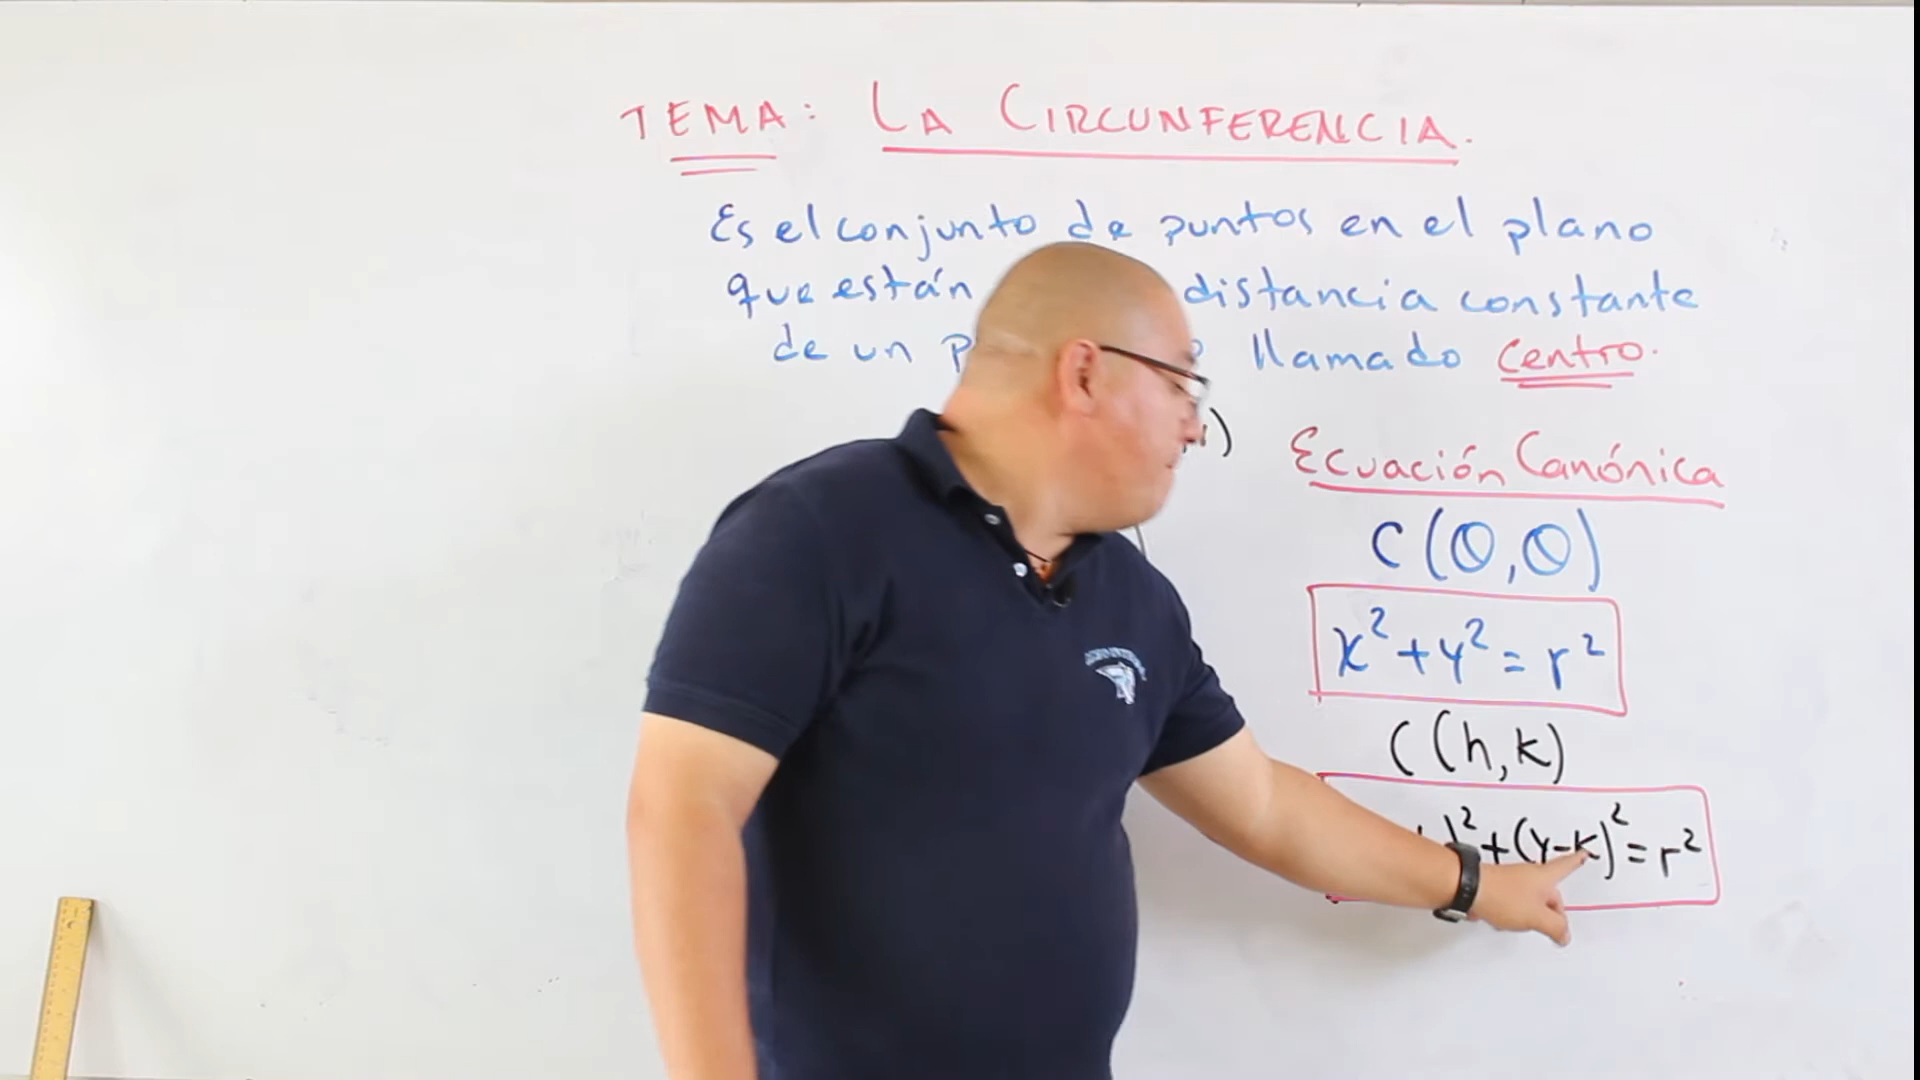 TEMA: LA CIRCUNFERENCIA.
Es el conjunto de puntos en el plano
que están distancia constante
de un llamado centro.
Ecuación Canónica
C(0,0)
x²+y²=r²
C(h,k)
)²+(y-k)²=r²